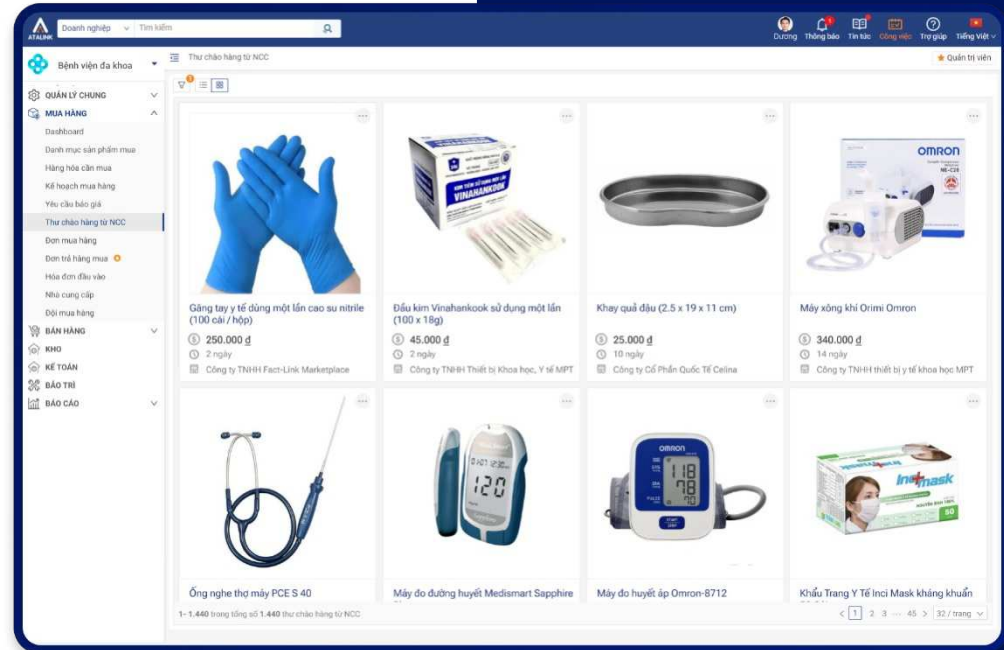 ATALINK
Doanh nghiệp
Tìm kiếm
Dương
Thông báo
Tin tức
Công việc
Trợ giúp
Tiếng Việt
Bệnh viện đa khoa
Thư chào hàng từ NCC
Quản trị viên
QUẢN LÝ CHUNG
MUA HÀNG
Dashboard
Danh mục sản phẩm mua
Hàng hóa cần mua
Kế hoạch mua hàng
Yêu cầu báo giá
Thư chào hàng từ NCC
Đơn mua hàng
Đơn trả hàng mua
Hóa đơn đầu vào
Nhà cung cấp
Đội mua hàng
BÁN HÀNG
KHO
KẾ TOÁN
BẢO TRÌ
BÁO CÁO
VINAHANKOOK
OMRON
NE-C28
Găng tay y tế dùng một lần cao su nitrile
(100 cái / hộp)
250.000 đ
2 ngày
Công ty TNHH Fact-Link Marketplace
Đầu kim Vinahankook sử dụng một lần
(100 x 18g)
45.000 đ
2 ngày
Công ty TNHH Thiết bị Khoa học, Y tế MPT
Khay quả đậu (2.5 x 19 x 11 cm)
25.000 đ
10 ngày
Công ty Cổ Phần Quốc Tế Celina
Máy xông khí Orimi Omron
340.000 đ
14 ngày
Công ty TNHH thiết bị y tế khoa học MPT
120
OMRON
118
78
70
Inci mask
50
Ống nghe thợ máy PCE S 40
Máy đo đường huyết Medismart Sapphire
Máy đo huyết áp Omron-8712
Khẩu Trang Y Tế Inci Mask kháng khuẩn
1- 1.440 trong tổng số 1.440 thư chào hàng từ NCC
< 1 2 3 ··· 45 > 32 / trang